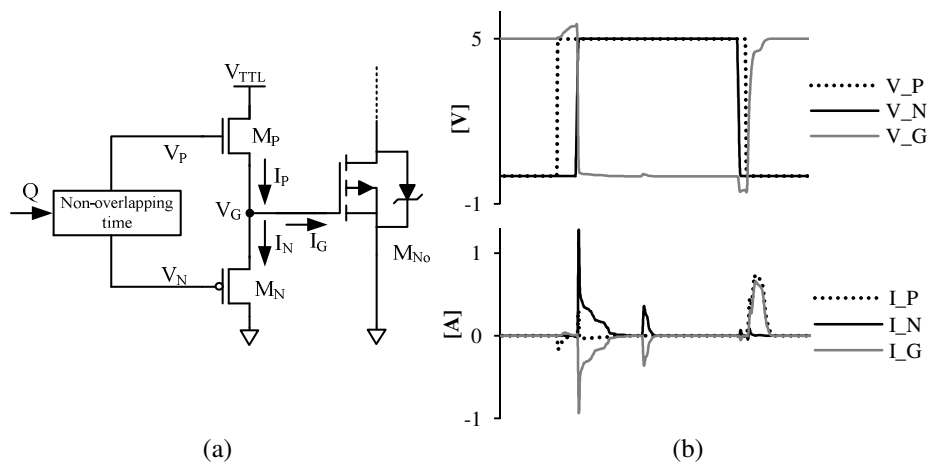 V_TTL
M_P
V_P
I_P
Q
Non-overlapping
time
V_G
I_N
I_G
V_N
M_N
M_No
(a)
5
[V]
-1
V_P
V_N
V_G
1
[A]
0
-1
I_P
I_N
I_G
(b)